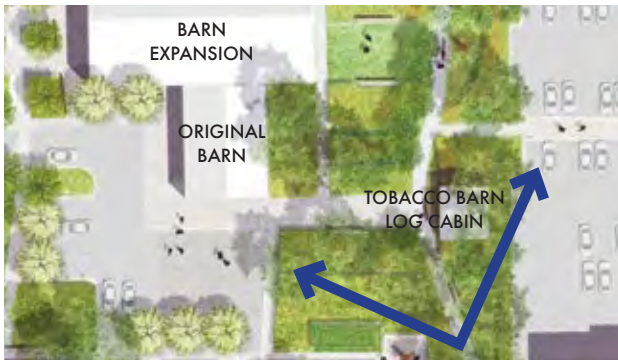 BARN
EXPANSION
ORIGINAL
BARN
TOBACCO BARN
LOG CABIN